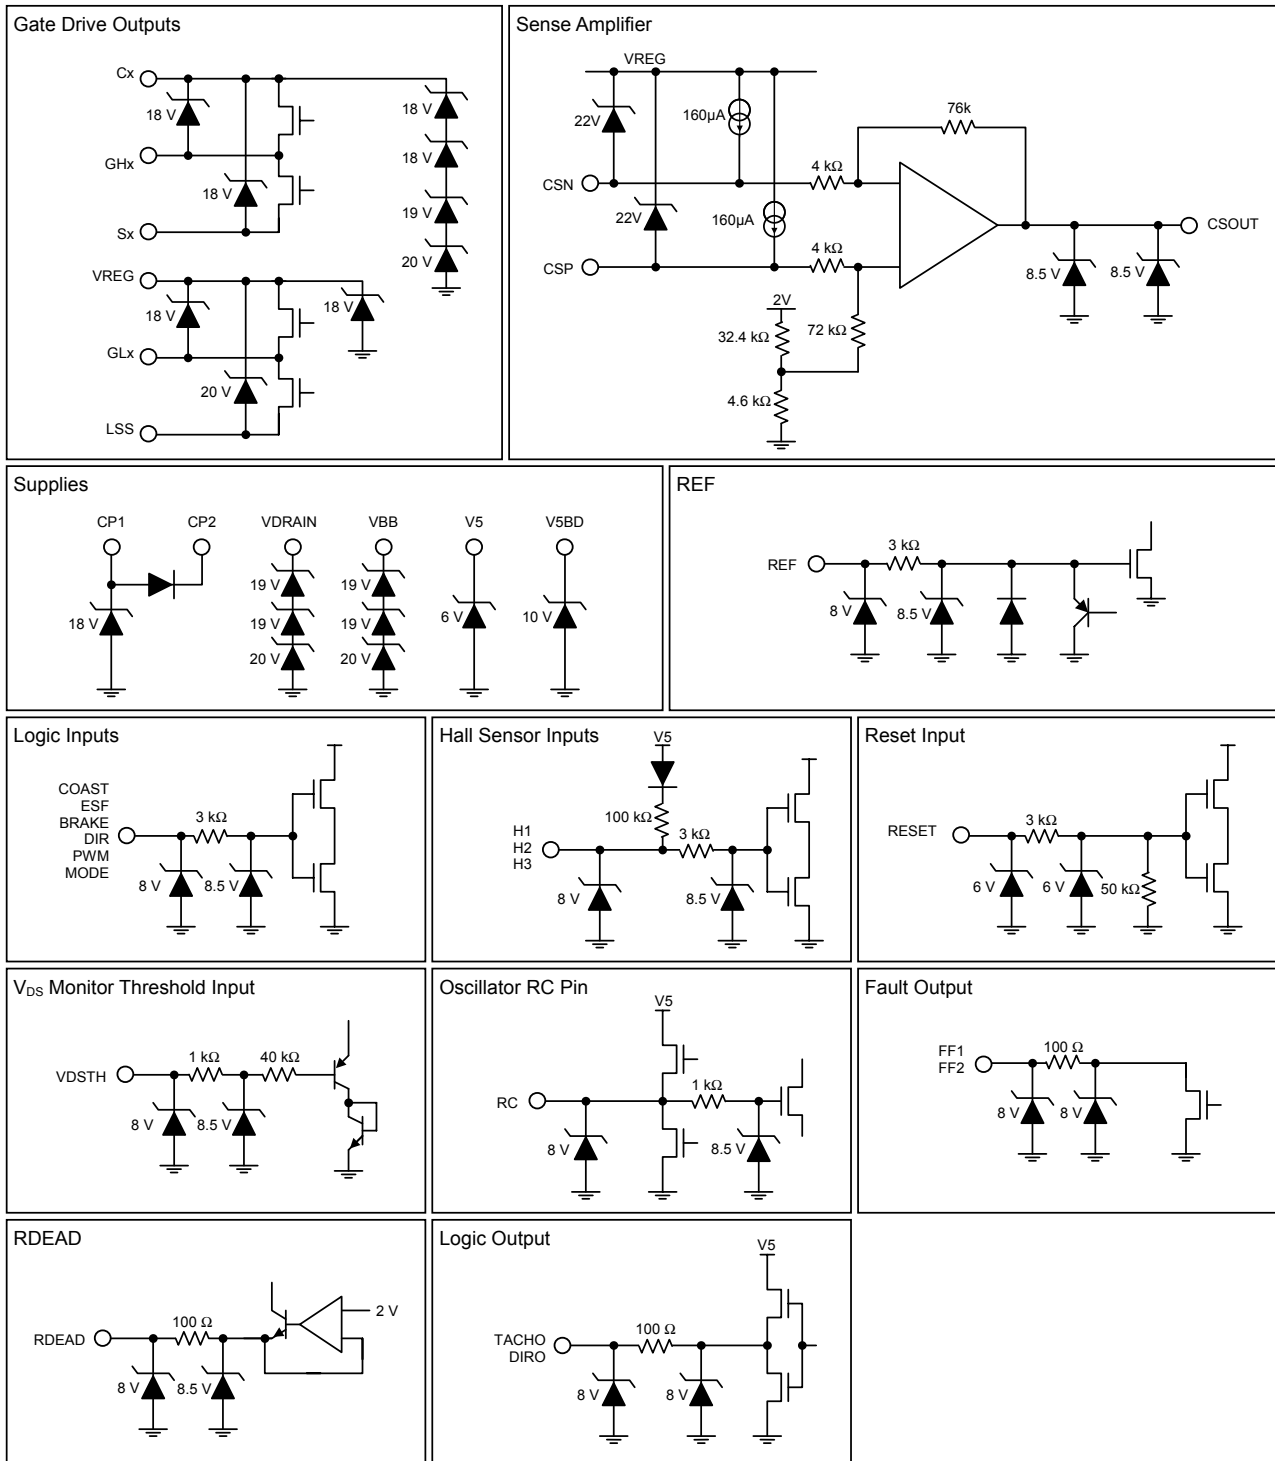 Gate Drive Outputs
Cx
18 V
GHx
18 V
Sx
18 V
18 V
19 V
20 V
VREG
18 V
18 V
GLx
20 V
LSS
Sense Amplifier
VREG
22V
160µA
76k
4 kΩ
CSN
22V
160µA
CSOUT
4 kΩ
CSP
8.5 V
8.5 V
2V
32.4 kΩ
72 kΩ
4.6 kΩ
Supplies
CP1
CP2
VDRAIN
VBB
V5
V5BD
18 V
19 V
19 V
20 V
19 V
19 V
20 V
6 V
10 V
REF
REF
3 kΩ
8 V
8.5 V
Logic Inputs
COAST
ESF
BRAKE
DIR
PWM
MODE
3 kΩ
8 V
8.5 V
Hall Sensor Inputs
V5
100 kΩ
3 kΩ
H1
H2
H3
8 V
8.5 V
Reset Input
RESET
3 kΩ
6 V
6 V
50 kΩ
VDS Monitor Threshold Input
VDSTH
1 kΩ
40 kΩ
8 V
8.5 V
Oscillator RC Pin
V5
RC
1 kΩ
8 V
8.5 V
Fault Output
FF1
FF2
100 Ω
8 V
8 V
RDEAD
RDEAD
100 Ω
2 V
8 V
8.5 V
Logic Output
V5
TACHO
DIRO
100 Ω
8 V
8 V